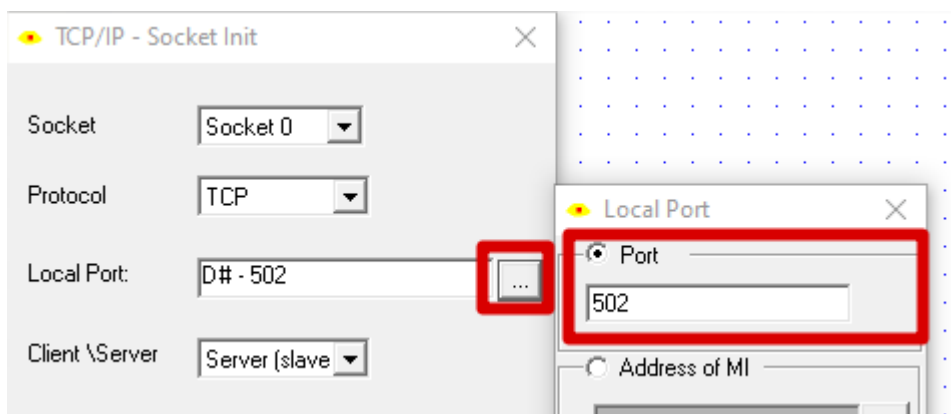 TCP/IP - Socket Init
Socket
Socket 0
Protocol
TCP
Local Port:
D# - 502
...
Client \Server
Server (slave
Local Port
Port
502
Address of MI